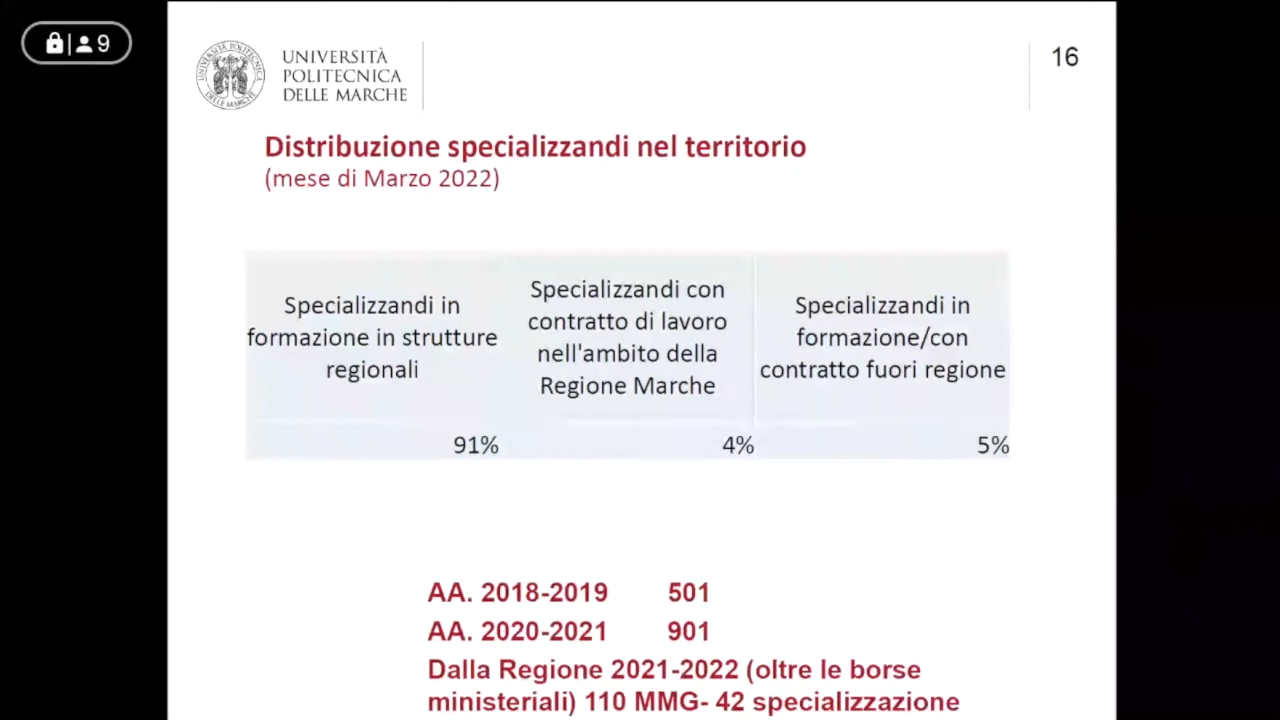 9
UNIVERSITÀ
POLITECNICA
DELLE MARCHE
16
Distribuzione specializzandi nel territorio
(mese di Marzo 2022)
Specializzandi in
formazione in strutture
regionali
Specializzandi con
contratto di lavoro
nell'ambito della
Regione Marche
Specializzandi in
formazione/con
contratto fuori regione
91%
4%
5%
AA. 2018-2019 501
AA. 2020-2021 901
Dalla Regione 2021-2022 (oltre le borse
ministeriali) 110 MMG- 42 specializzazione